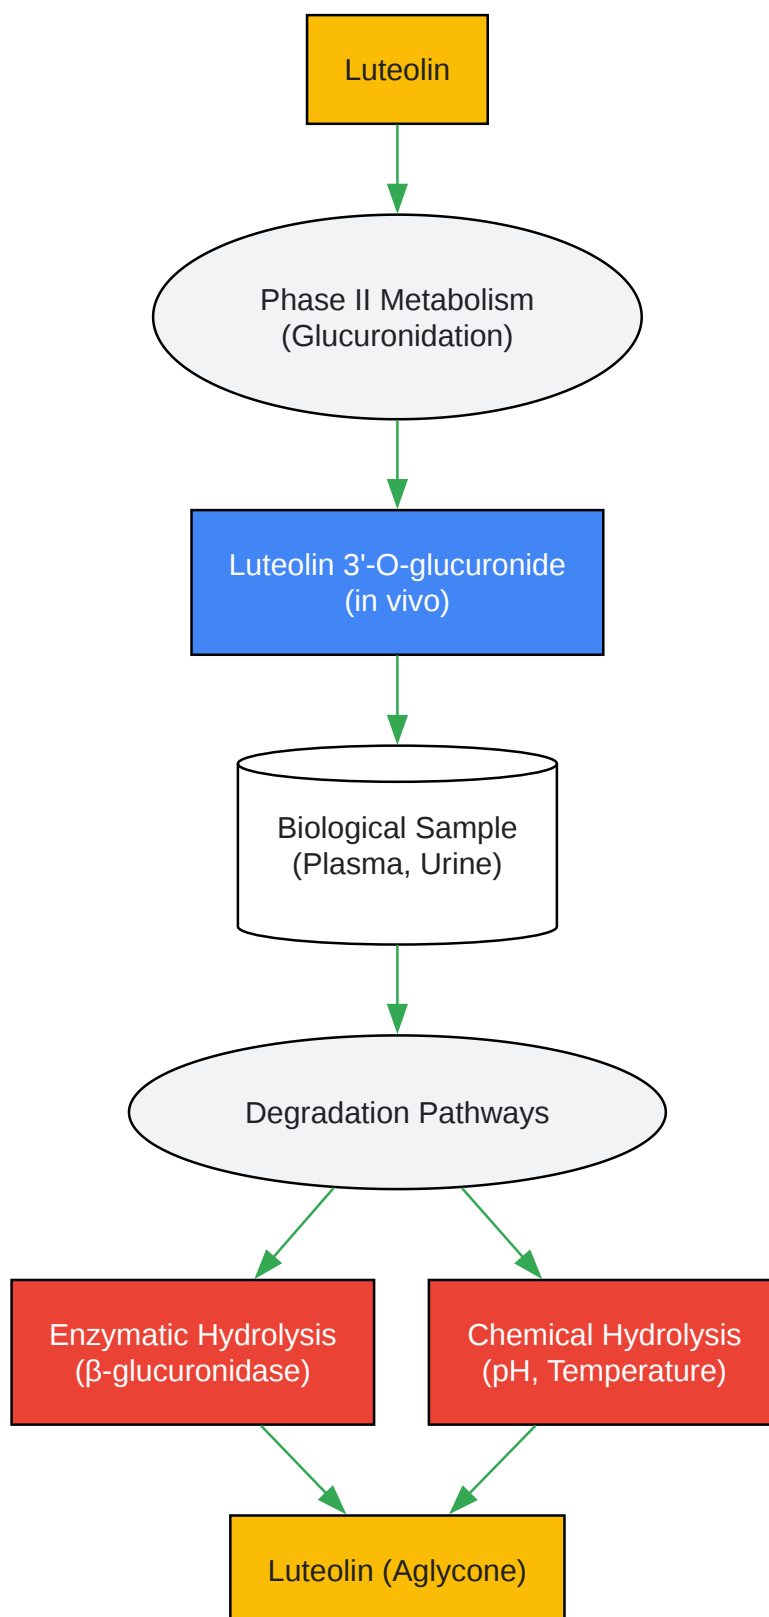 Luteolin
Phase II Metabolism
(Glucuronidation)
Luteolin 3'-O-glucuronide
(in vivo)
Biological Sample
(Plasma, Urine)
Degradation Pathways
Enzymatic Hydrolysis
(β-glucuronidase)
Chemical Hydrolysis
(pH, Temperature)
Luteolin (Aglycone)